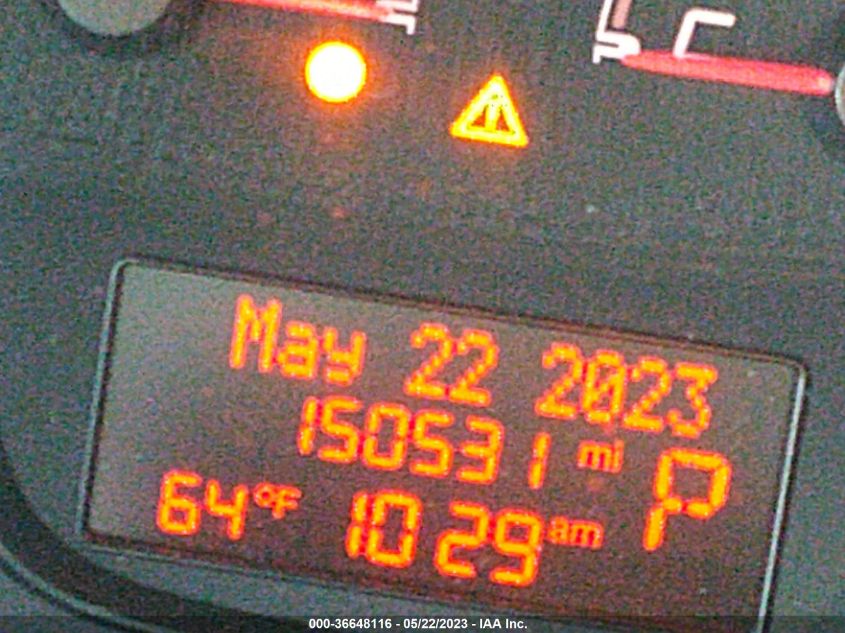 C
May 22 2023
150531 mi
P
64°F 10 29 am
000-36648116 - 05/22/2023 - IAA Inc.